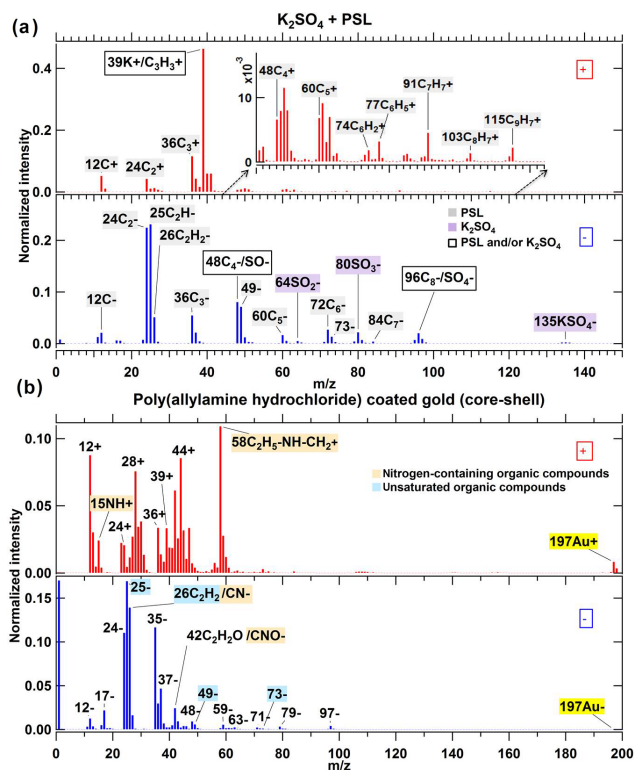 K₂SO₄ + PSL
(a)
39K+/C₃H₃+
+
×10⁻³
48C₄+
60C₅+
74C₆H₂+
77C₆H₅+
91C₇H₇+
103C₈H₇+
115C₉H₇+
10
0
36C₃+
12C+
24C₂+
0.4
0.2
0.0
Normalized intensity
24C₂-
25C₂H-
26C₂H₂-
PSL
K₂SO₄
PSL and/or K₂SO₄
-
12C-
36C₃-
48C₄-/SO-
49-
60C₅-
64SO₂-
72C₆-
73-
80SO₃-
84C₇-
96C₈-/SO₄-
135KSO₄-
0.2
0.1
0.0
0 20 40 60 80 100 120 140
m/z
Poly(allylamine hydrochloride) coated gold (core-shell)
(b)
12+
15NH+
24+
28+
36+
39+
44+
58C₂H₅-NH-CH₂+
+
Nitrogen-containing organic compounds
Unsaturated organic compounds
197Au+
0.10
0.05
0.00
Normalized intensity
25-
26C₂H₂/CN-
-
24-
35-
42C₂H₂O/CNO-
12-
17-
37-
48-
49-
59-
63-
71-
73-
79-
97-
197Au-
0.15
0.10
0.05
0.00
0 20 40 60 80 100 120 140 160 180 200
m/z